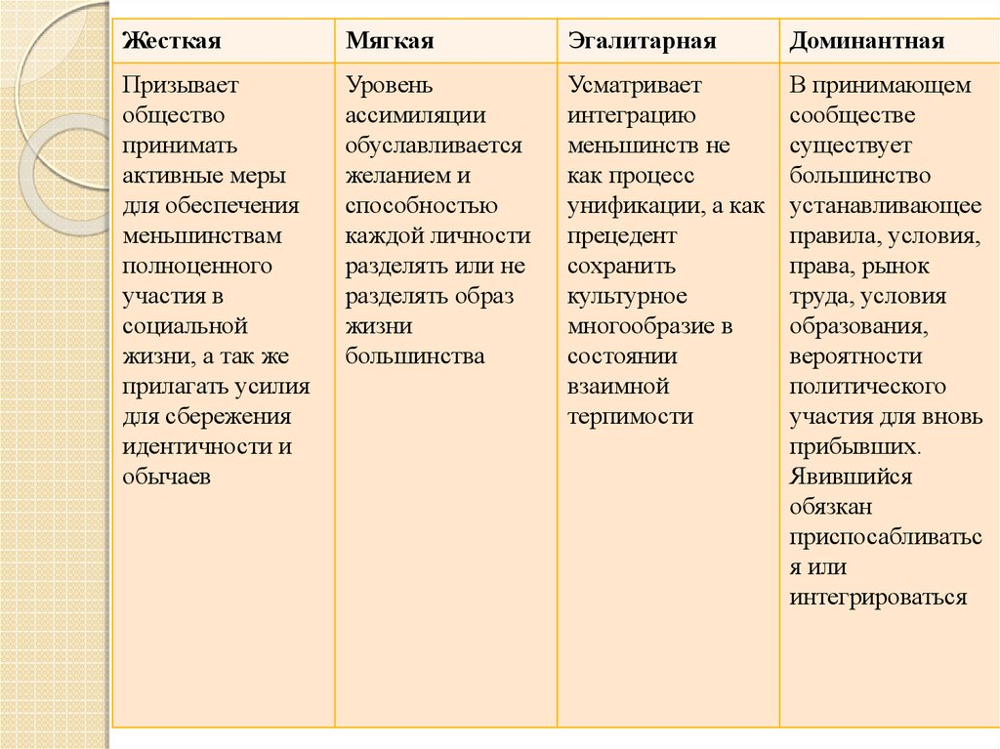 Жесткая
Мягкая
Эгалитарная
Доминантная
Призывает
общество
принимать
активные меры
для обеспечения
меньшинствам
полноценного
участия в
социальной
жизни, а так же
прилагать усилия
для сбережения
идентичности и
обычаев
Уровень
ассимиляции
обуславливается
желанием и
способностью
каждой личности
разделять или не
разделять образ
жизни
большинства
Усматривает
интеграцию
меньшинств не
как процесс
унификации, а как
прецедент
сохранить
культурное
многообразие в
состоянии
взаимной
терпимости
В принимающем
сообществе
существует
большинство
устанавливающее
правила, условия,
права, рынок
труда, условия
образования,
вероятности
политического
участия для вновь
прибывших.
Явившийся
обязкан
приспосабливатьс
я или
интегрироваться